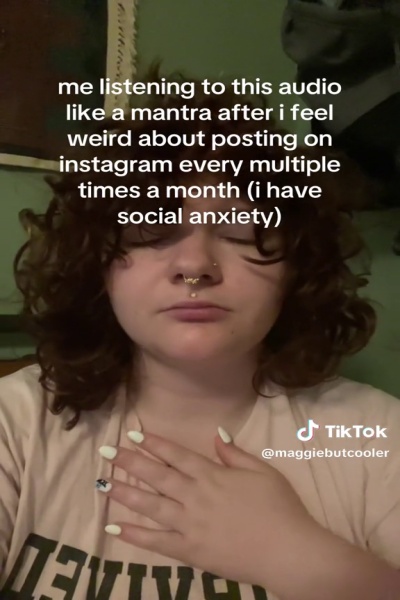 me listening to this audio
like a mantra after i feel
weird about posting on
instagram every multiple
times a month (i have
social anxiety)
TikTok
@maggiebutcooler